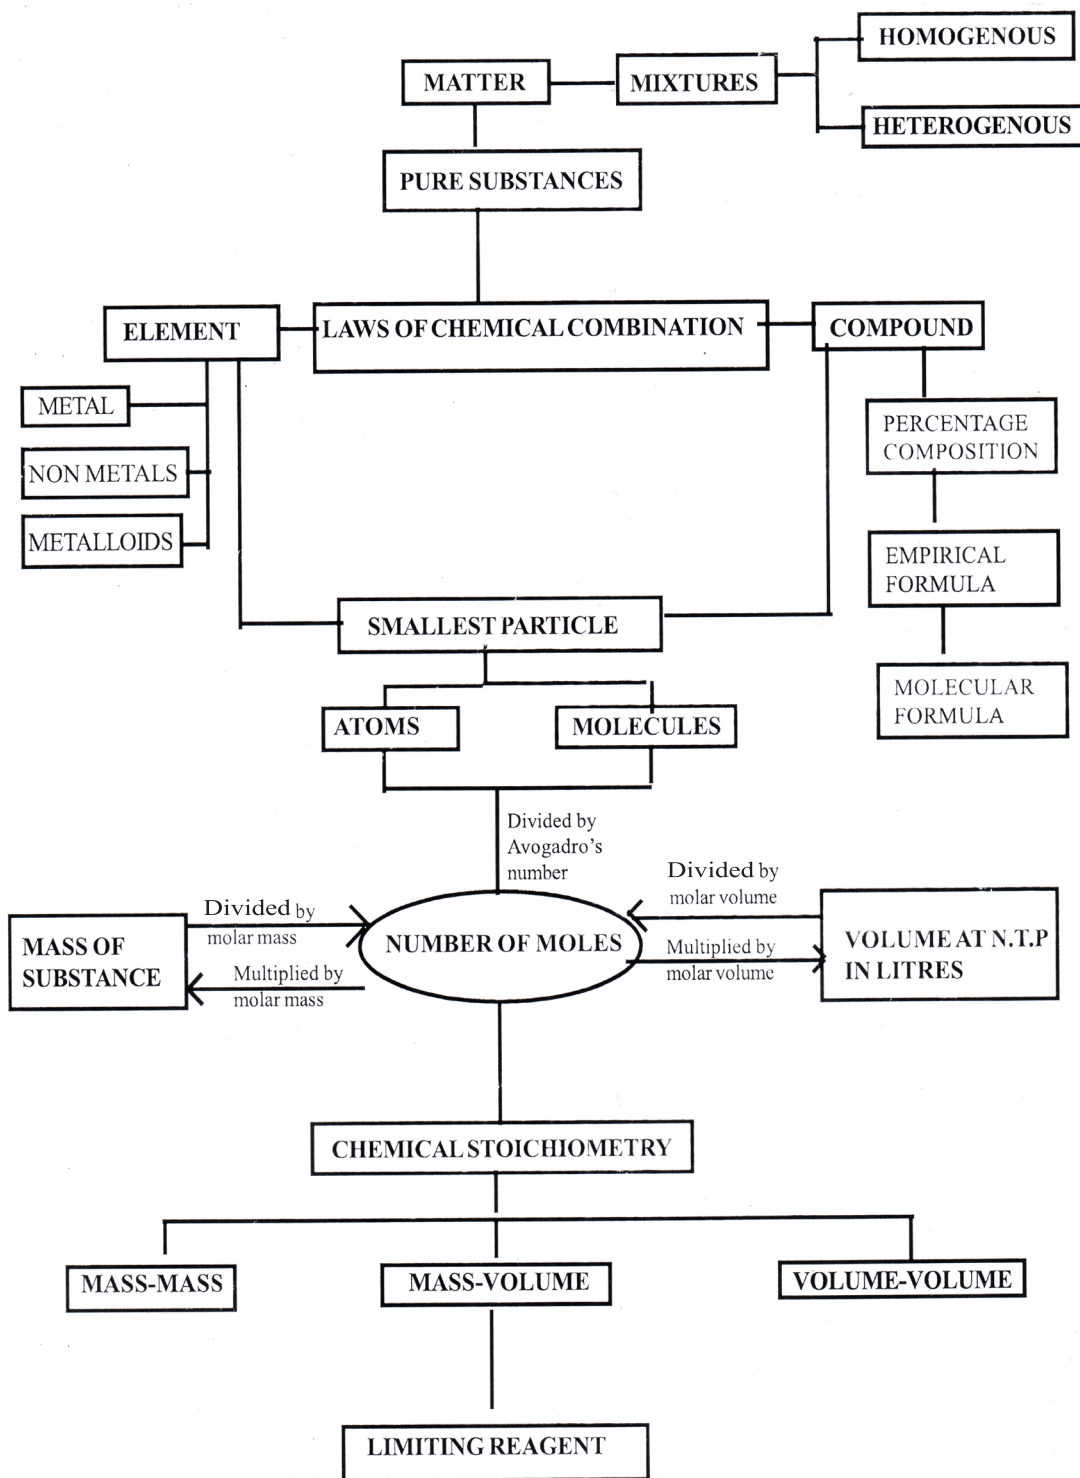 HOMOGENOUS
MATTER
MIXTURES
HETEROGENOUS
PURE SUBSTANCES
ELEMENT
LAWS OF CHEMICAL COMBINATION
COMPOUND
METAL
NON METALS
METALLOIDS
PERCENTAGE
COMPOSITION
EMPIRICAL
FORMULA
MOLECULAR
FORMULA
SMALLEST PARTICLE
ATOMS
MOLECULES
Divided by
Avogadro's
number
Divided by
molar mass
Divided by
molar volume
MASS OF
SUBSTANCE
NUMBER OF MOLES
VOLUME AT N.T.P
IN LITRES
Multiplied by
molar mass
Multiplied by
molar volume
CHEMICAL STOICHIOMETRY
MASS-MASS
MASS-VOLUME
VOLUME-VOLUME
LIMITING REAGENT